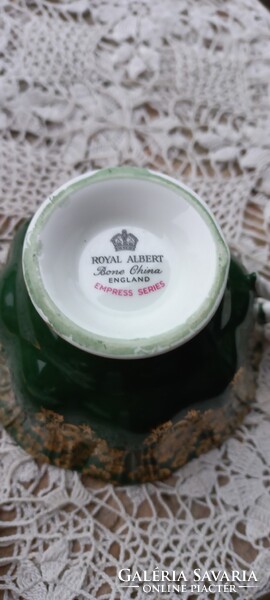 ROYAL ALBERT
Bone China
ENGLAND
EMPRESS SERIES
GALÉRIA SAVARIA
ONLINE PIACTÉR